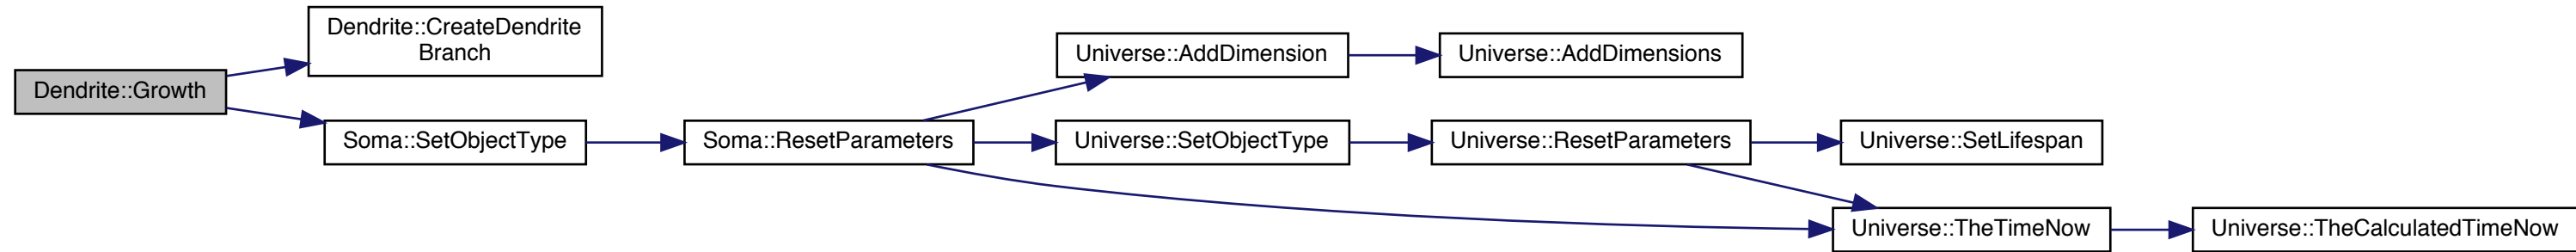 Dendrite::Growth
Dendrite::CreateDendrite
Branch
Soma::SetObjectType
Soma::ResetParameters
Universe::AddDimension
Universe::AddDimensions
Universe::SetObjectType
Universe::ResetParameters
Universe::SetLifespan
Universe::TheTimeNow
Universe::TheCalculatedTimeNow